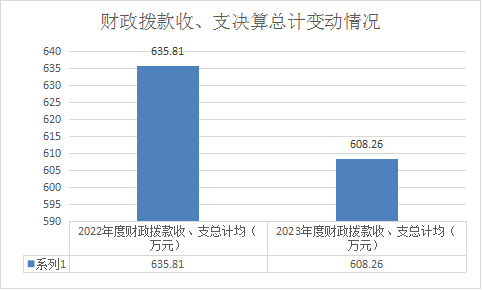 财政拨款收、支决算总计变动情况
640
635
630
625
620
615
610
605
600
595
590
635.81
608.26
2022年度财政拨款收、支总计均（
万元）
2023年度财政拨款收、支总计均（
万元）
系列1
635.81
608.26